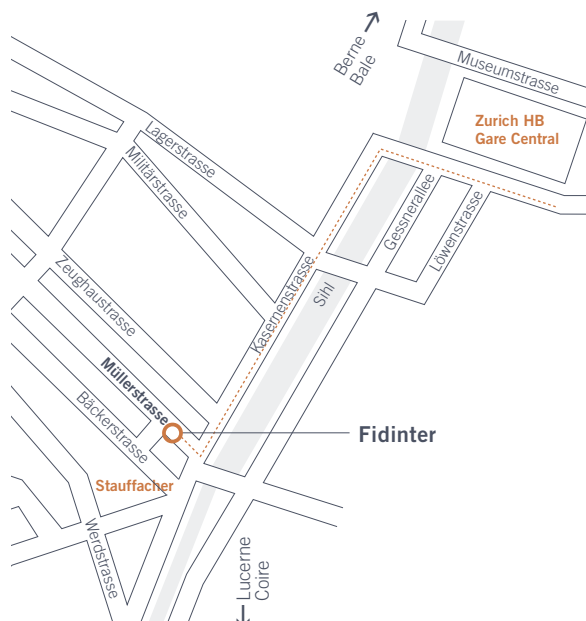 Berne
Bale
Museumstrasse
Zurich HB
Gare Central
Lagerstrasse
Militärstrasse
Gessnerallee
Löwenstrasse
Zeughaustrasse
Kasernenstrasse
Sihl
Müllerstrasse
Bäckerstrasse
Fidinter
Stauffacher
Werdstrasse
Lucerne
Coire